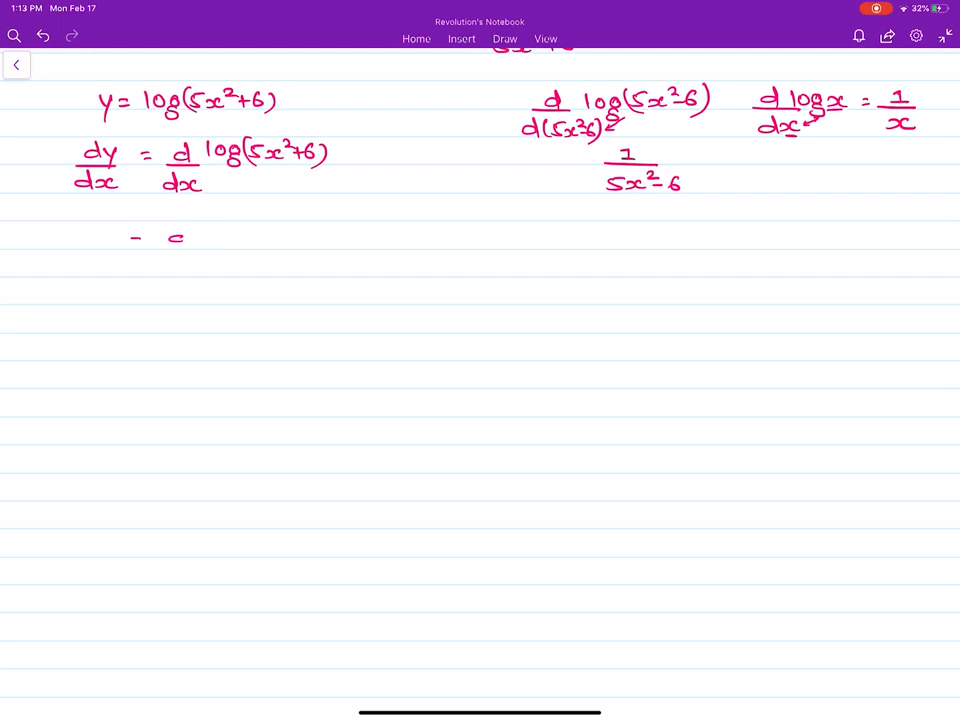 1:13 PM Mon Feb 17 32%
Revolution's Notebook
Home Insert Draw View
y = log(5x²+6)
dy/dx = d/dx log(5x²+6)
=
d/d(5x²-6) log(5x²-6)
1/(5x²-6)
d log x/dx = 1/x